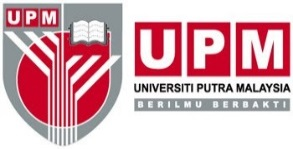 UPM
UPM
UNIVERSITI PUTRA MALAYSIA
BERILMU BERBAKTI